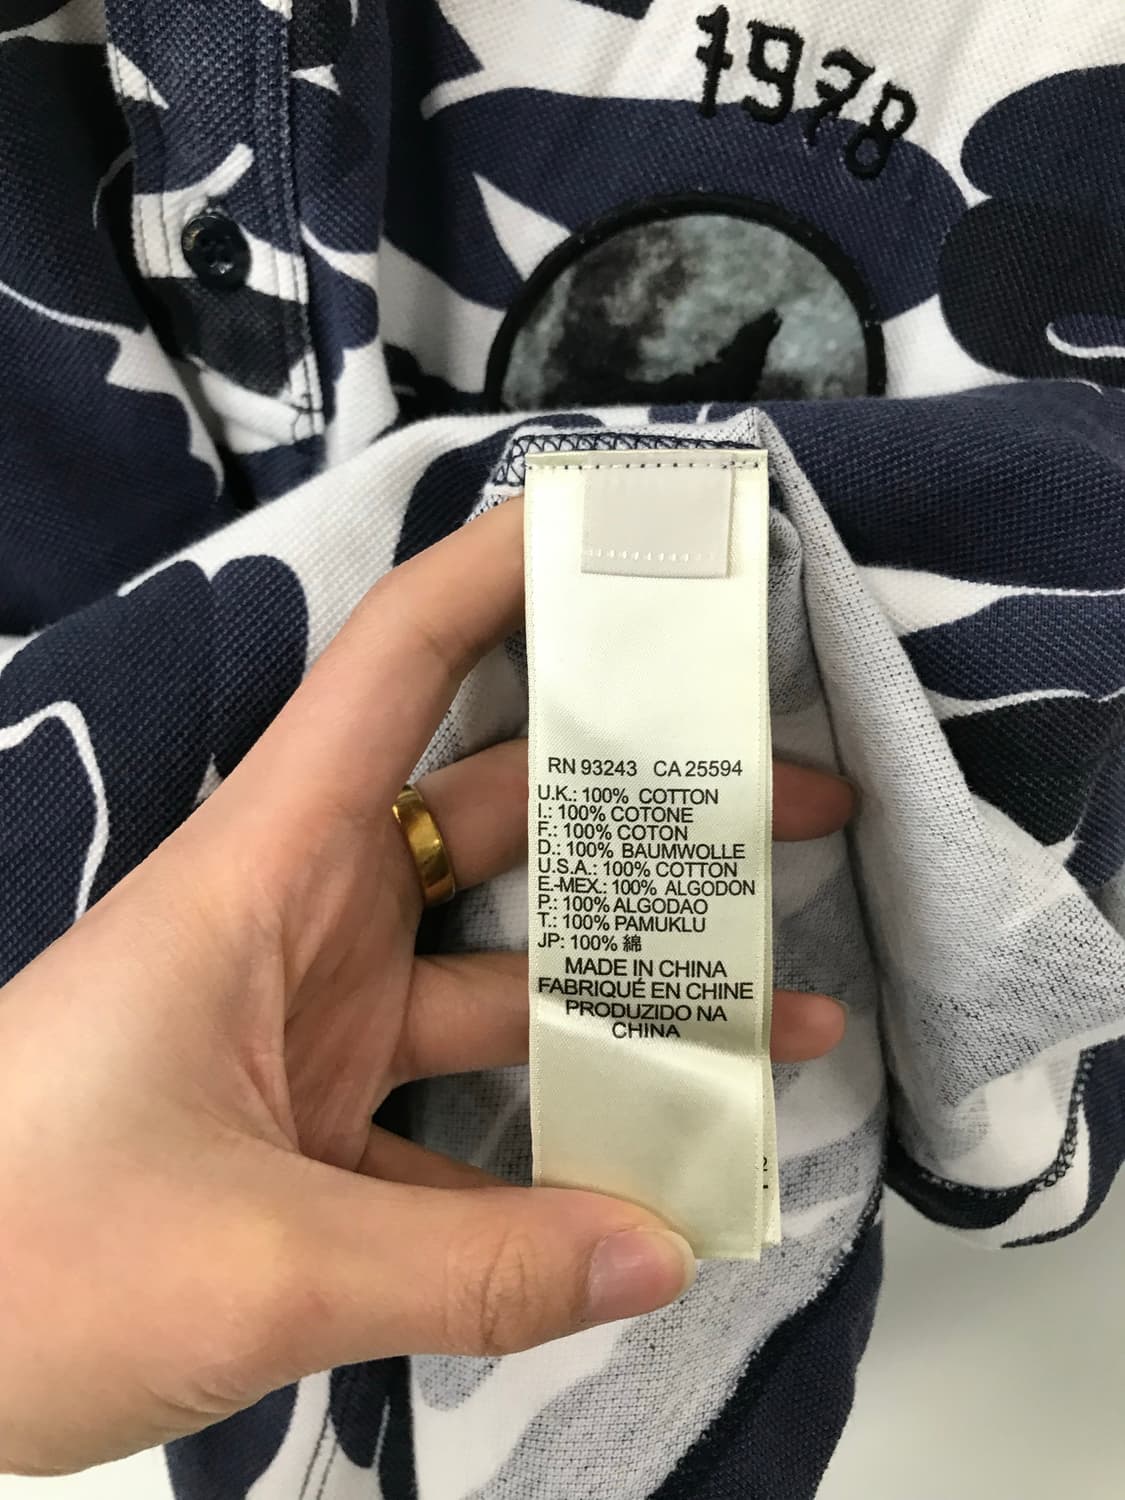 1978
RN 93243 CA 25594
U.K.: 100% COTTON
I.: 100% COTONE
F.: 100% COTON
D.: 100% BAUMWOLLE
U.S.A.: 100% COTTON
E.-MEX.: 100% ALGODON
P.: 100% ALGODAO
T.: 100% PAMUKLU
JP: 100% 綿
MADE IN CHINA
FABRIQUÉ EN CHINE
PRODUZIDO NA
CHINA